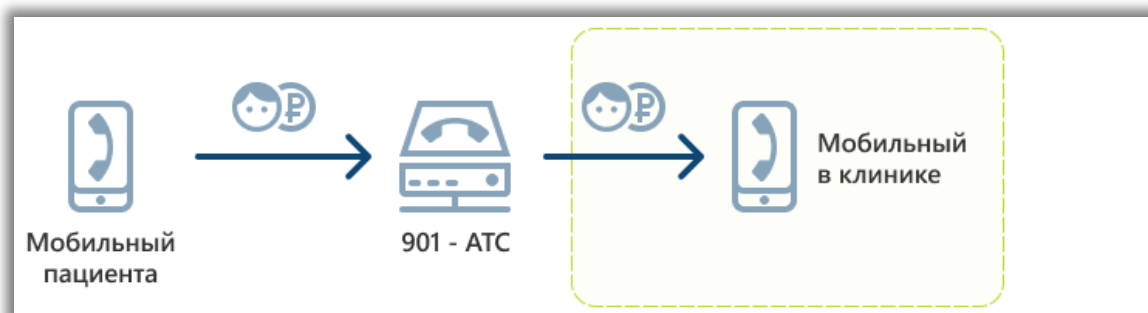 Мобильный
пациента
901 - АТС
Мобильный
в клинике